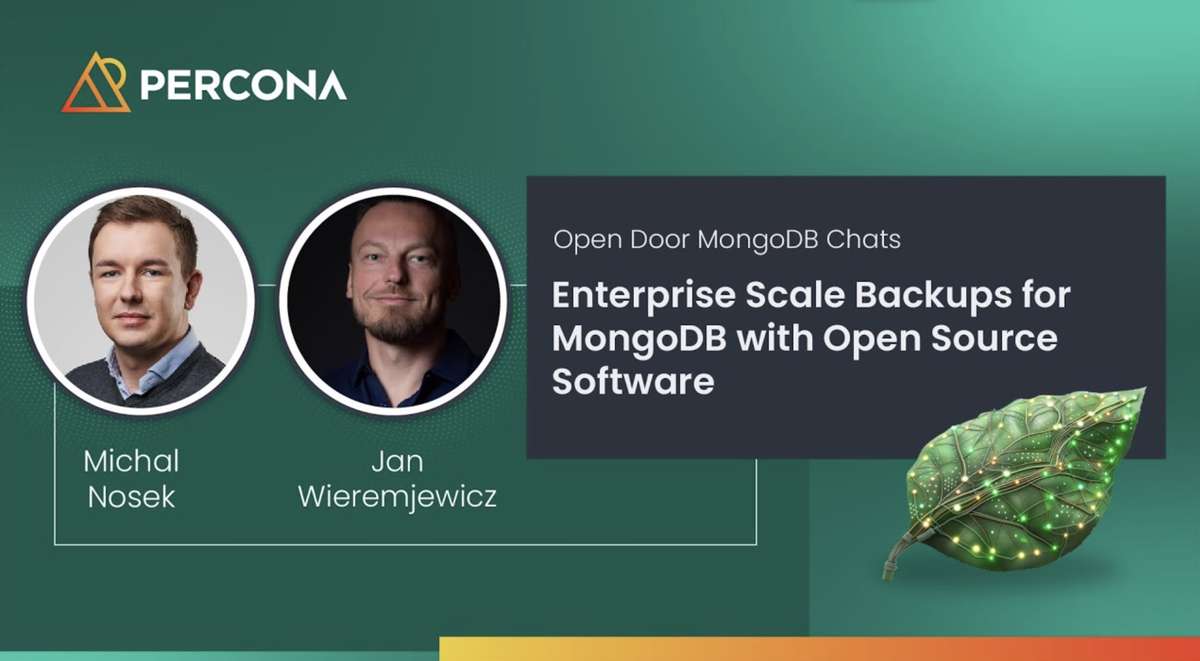 PERCONA
Open Door MongoDB Chats
Enterprise Scale Backups for
MongoDB with Open Source
Software
Michal
Nosek
Jan
Wieremjewicz